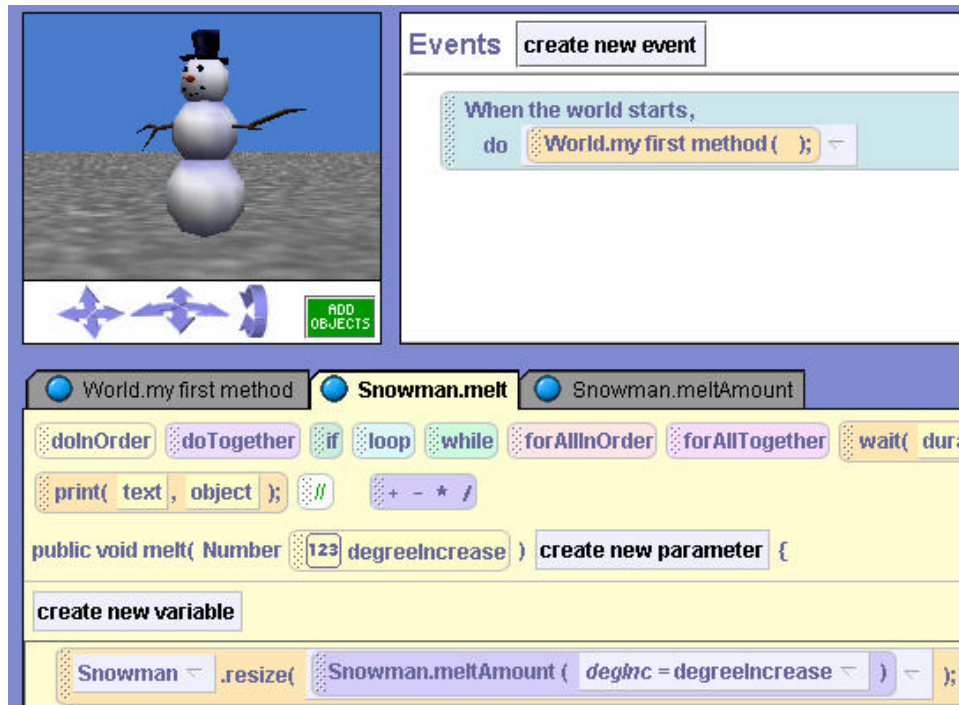 Events create new event
When the world starts,
do World.my first method ( );
ADD
OBJECTS
World.my first method Snowman.melt Snowman.meltAmount
doInOrder doTogether if loop while forAllInOrder forAllTogether wait( dura
print( text , object ); // + - * /
public void melt( Number 123 degreeIncrease ) create new parameter {
create new variable
Snowman .resize( Snowman.meltAmount ( degInc = degreeIncrease ) );